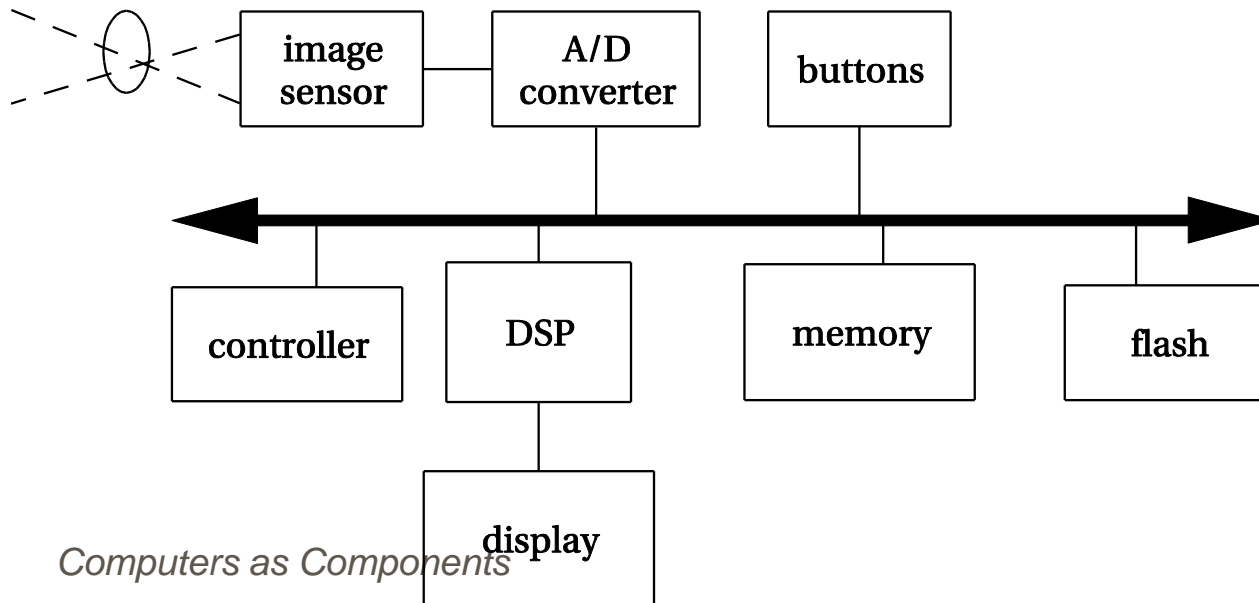 image
sensor
A/D
converter
buttons
controller
DSP
memory
flash
display
Computers as Components